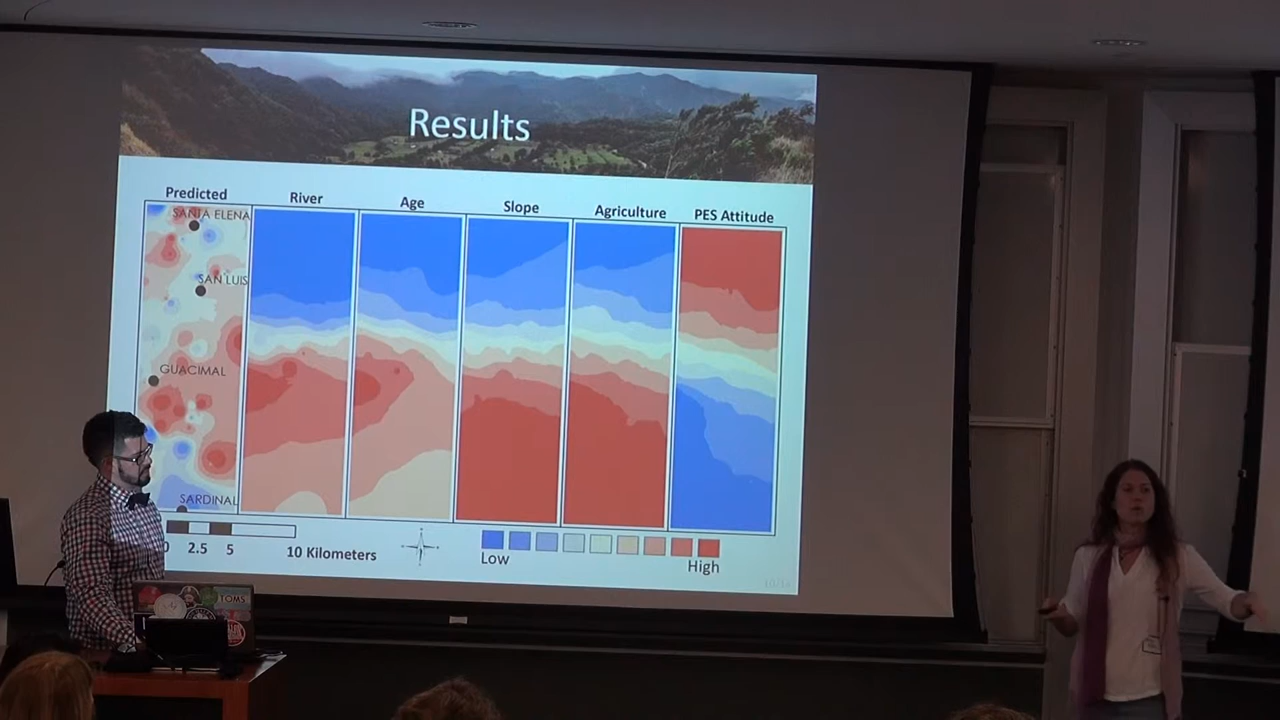 Results
Predicted
River
Age
Slope
Agriculture
PES Attitude
SANTA ELENA
SAN LUIS
GUACIMAL
SARDINAL
0 2.5 5 10 Kilometers
Low
High
TOMS